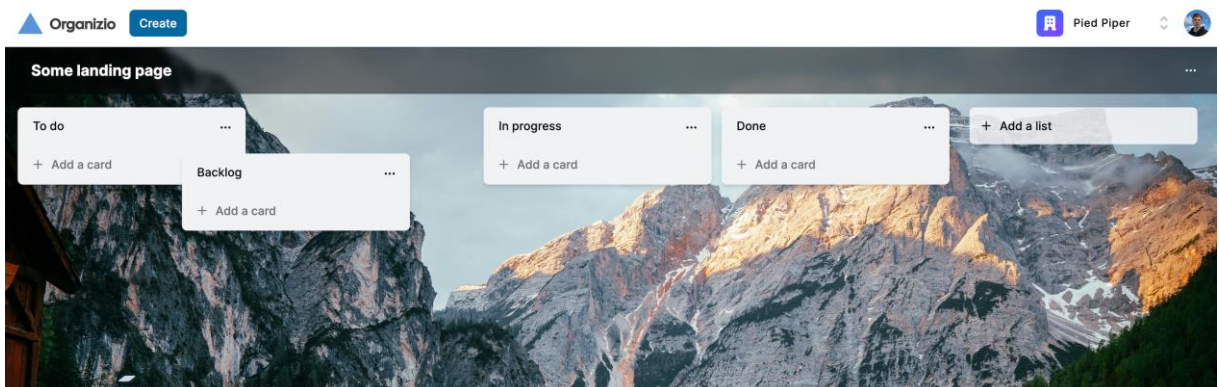 Organizio
Create
Pied Piper
Some landing page
To do
+ Add a card
Backlog
+ Add a card
In progress
+ Add a card
Done
+ Add a card
+ Add a list